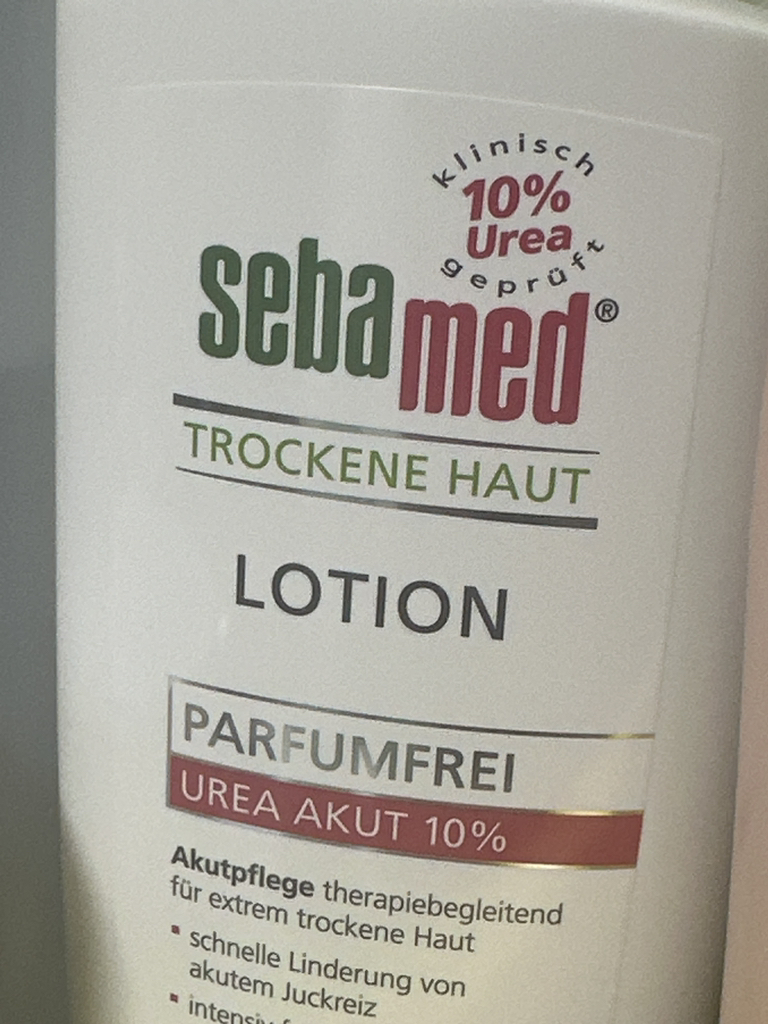 klinisch
10%
Urea
geprüft
sebamed®
TROCKENE HAUT
LOTION
PARFUMFREI
UREA AKUT 10%
Akutpflege therapiebegleitend
für extrem trockene Haut
▪ schnelle Linderung von
akutem Juckreiz